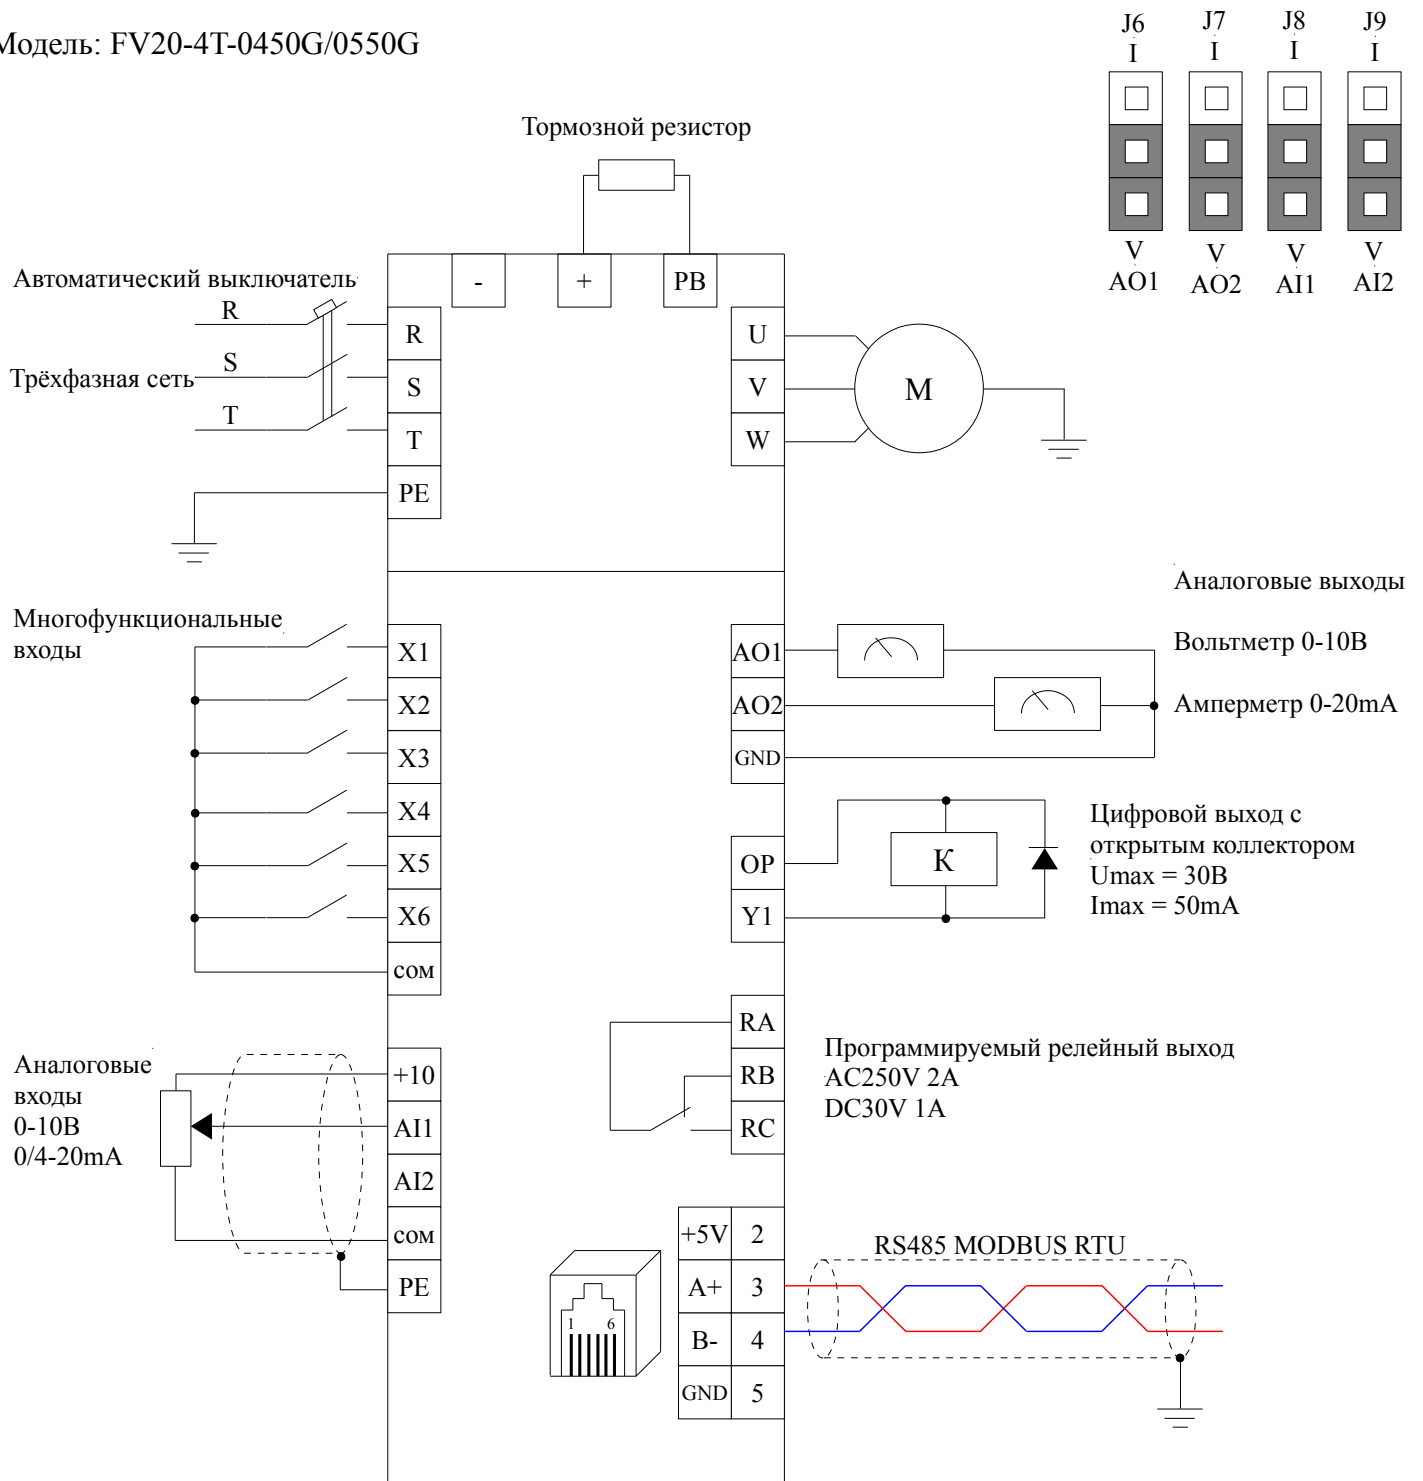 Модель: FV20-4T-0450G/0550G
J6 J7 J8 J9
I I I I
V V V V
AO1 AO2 AI1 AI2
Тормозной резистор
- + PB
Автоматический выключатель
R
S
T
Трёхфазная сеть
R
S
T
PE
U
V
W
M
Многофункциональные
входы
X1
X2
X3
X4
X5
X6
COM
Аналоговые выходы
Вольтметр 0-10В
Амперметр 0-20mA
AO1
AO2
GND
OP
Y1
K
Цифровой выход с
открытым коллектором
Umax = 30В
Imax = 50mA
RA
RB
RC
Программируемый релейный выход
AC250V 2A
DC30V 1A
Аналоговые
входы
0-10В
0/4-20mA
+10
AI1
AI2
COM
PE
1 6
+5V 2
A+ 3
B- 4
GND 5
RS485 MODBUS RTU